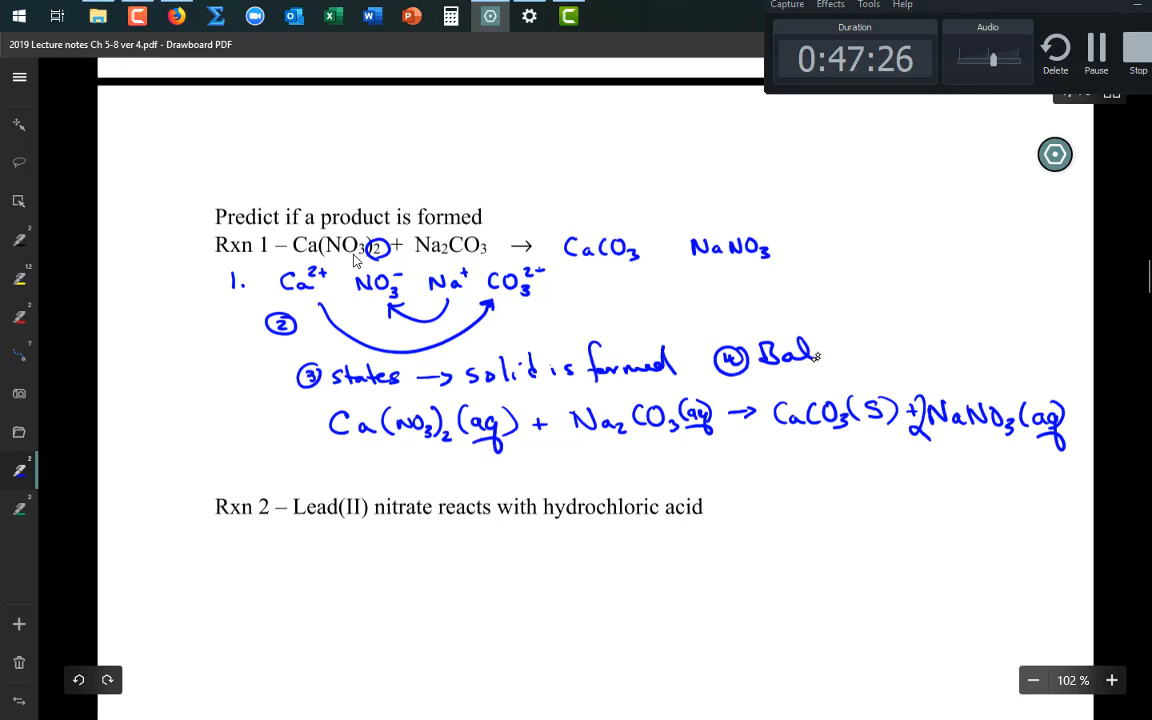 Capture Effects Tools Help
2019 Lecture notes Ch 5-8 ver 4.pdf - Drawboard PDF
Duration Audio
0:47:26
Delete Pause Stop
Predict if a product is formed
Rxn 1 – Ca(NO₃)₂ + Na₂CO₃ → CaCO₃ NaNO₃
1. Ca²⁺ NO₃⁻ Na⁺ CO₃²⁻
②
③ states → solid is formed ④ Bal
Ca(NO₃)₂(aq) + Na₂CO₃(aq) → CaCO₃(S) + 2NaNO₃(aq)
Rxn 2 – Lead(II) nitrate reacts with hydrochloric acid
102 %